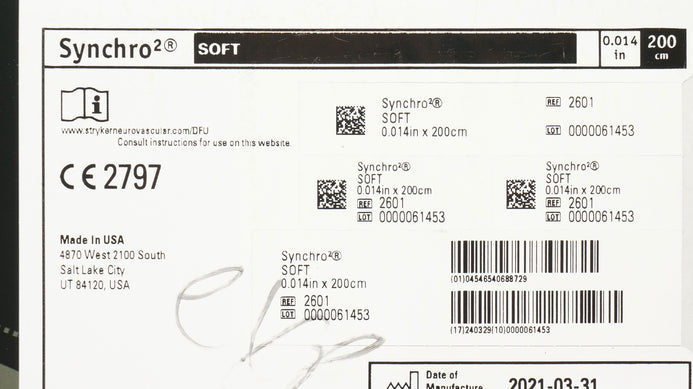 Synchro²® SOFT 0.014 in 200 cm
www.strykerneurovascular.com/DFU
Consult instructions for use on this website.
CE 2797
Made In USA
4870 West 2100 South
Salt Lake City
UT 84120, USA
Synchro²®
SOFT
0.014in x 200cm
REF 2601
LOT 0000061453
Synchro²®
SOFT
0.014in x 200cm
REF 2601
LOT 0000061453
Synchro²®
SOFT
0.014in x 200cm
REF 2601
LOT 0000061453
Synchro²®
SOFT
0.014in x 200cm
REF 2601
LOT 0000061453
(01)04546540688729
(17)240329(10)0000061453
Date of
Manufacture
2021-03-31